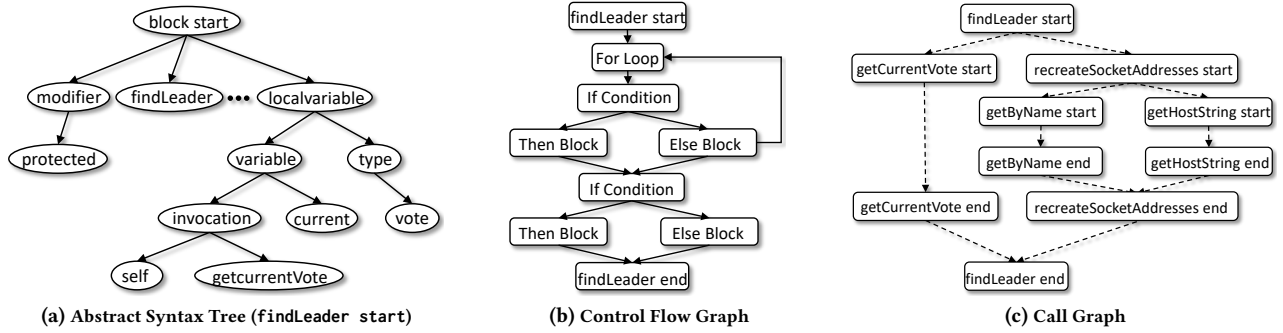 block start
modifier
findLeader
•••
localvariable
protected
variable
type
invocation
current
vote
self
getcurrentVote
(a) Abstract Syntax Tree (findLeader start)
findLeader start
For Loop
If Condition
Then Block
Else Block
If Condition
Then Block
Else Block
findLeader end
(b) Control Flow Graph
findLeader start
getCurrentVote start
recreateSocketAddresses start
getByName start
getHostString start
getByName end
getHostString end
getCurrentVote end
recreateSocketAddresses end
findLeader end
(c) Call Graph